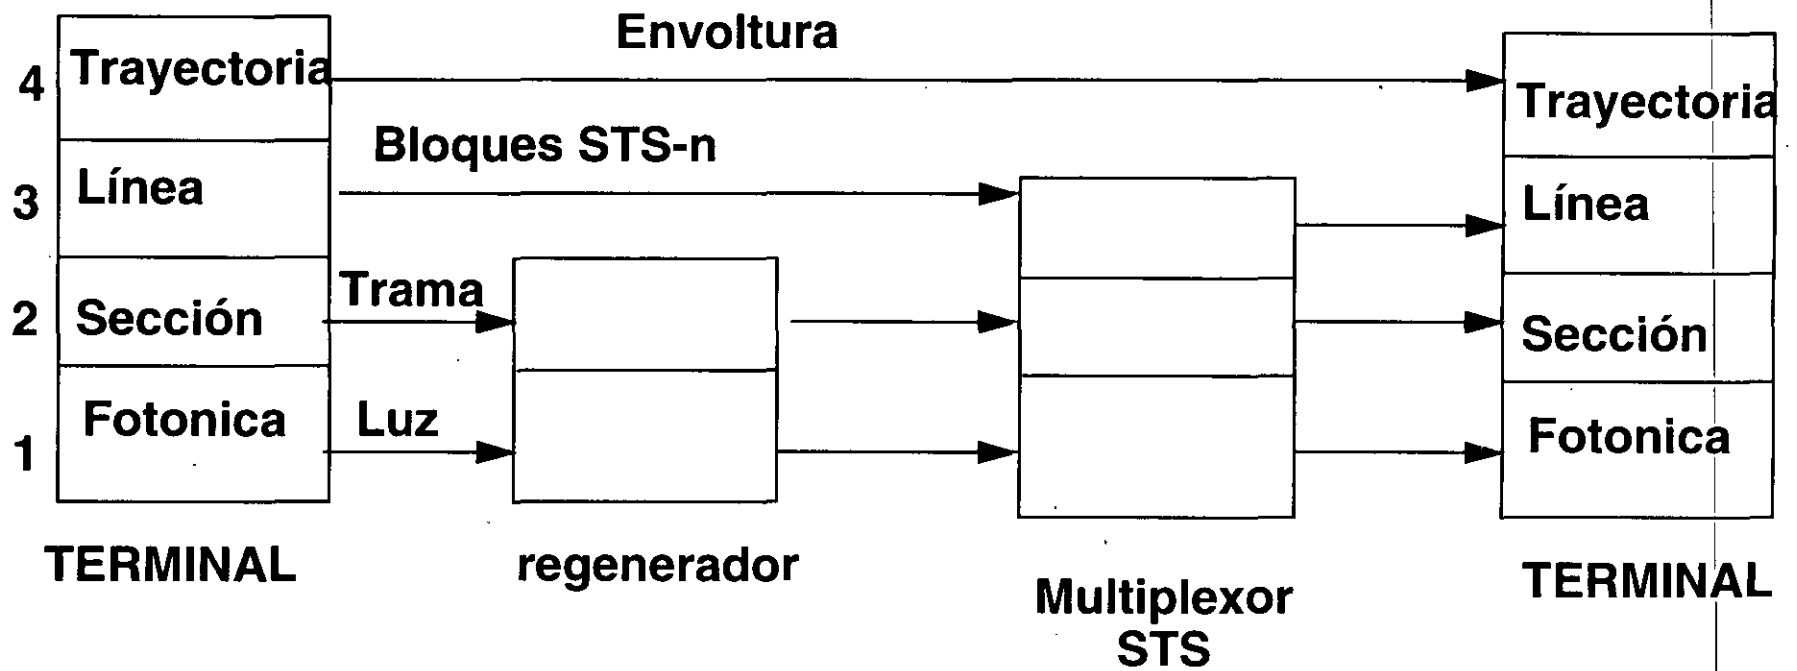 Envoltura
4 Trayectoria
Trayectoria
Bloques STS-n
3 Línea
Línea
Trama
2 Sección
Sección
Fotonica Luz
1
Fotonica
TERMINAL
regenerador
Multiplexor
STS
TERMINAL